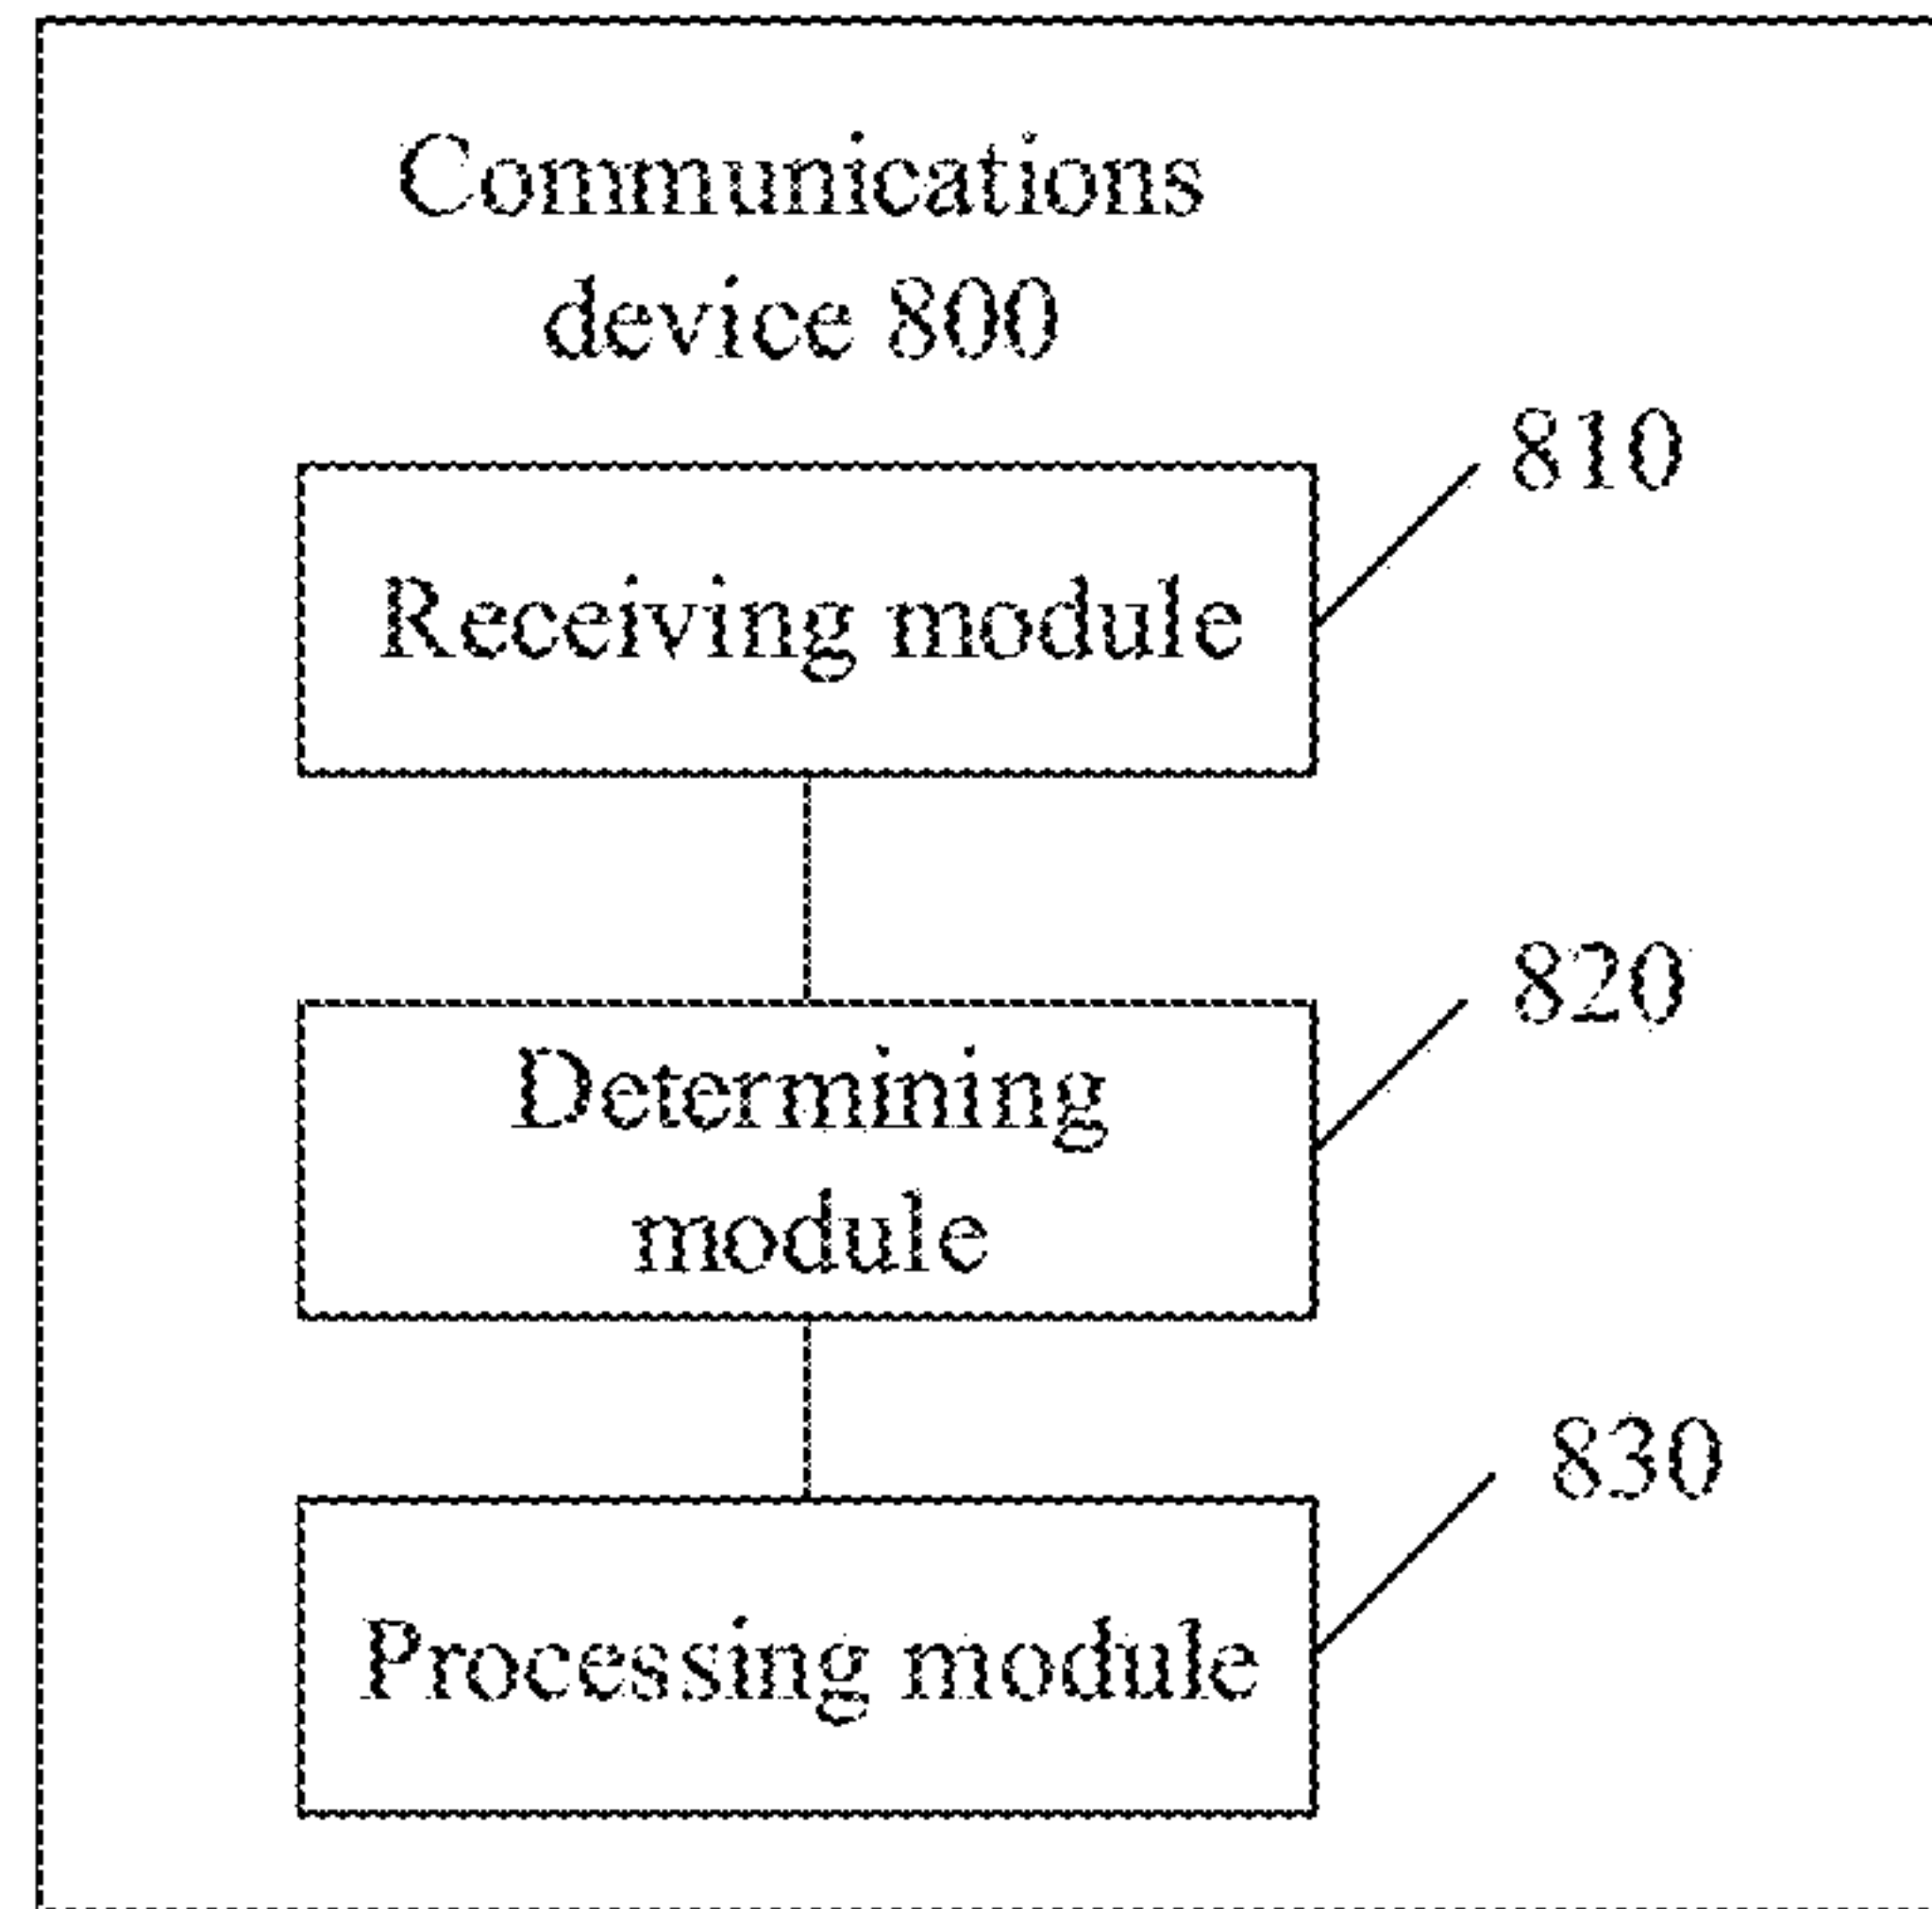 Communications
device 800
810
Receiving module
820
Determining
module
830
Processing module